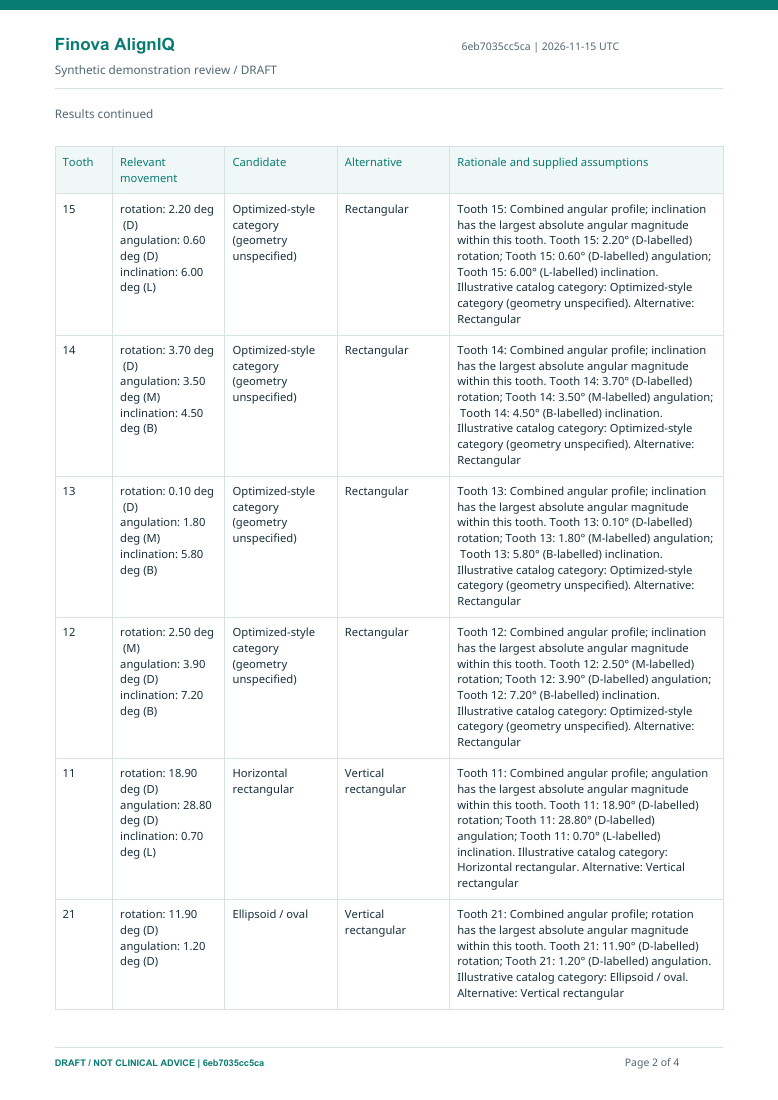 Finova AlignIQ
6eb7035cc5ca | 2026-11-15 UTC
Synthetic demonstration review / DRAFT
Results continued
Tooth
Relevant
movement
Candidate
Alternative
Rationale and supplied assumptions
15
rotation: 2.20 deg
(D)
angulation: 0.60
deg (D)
inclination: 6.00
deg (L)
Optimized-style
category
(geometry
unspecified)
Rectangular
Tooth 15: Combined angular profile; inclination
has the largest absolute angular magnitude
within this tooth. Tooth 15: 2.20° (D-labelled)
rotation; Tooth 15: 0.60° (D-labelled) angulation;
Tooth 15: 6.00° (L-labelled) inclination.
Illustrative catalog category: Optimized-style
category (geometry unspecified). Alternative:
Rectangular
14
rotation: 3.70 deg
(D)
angulation: 3.50
deg (M)
inclination: 4.50
deg (B)
Optimized-style
category
(geometry
unspecified)
Rectangular
Tooth 14: Combined angular profile; inclination
has the largest absolute angular magnitude
within this tooth. Tooth 14: 3.70° (D-labelled)
rotation; Tooth 14: 3.50° (M-labelled) angulation;
Tooth 14: 4.50° (B-labelled) inclination.
Illustrative catalog category: Optimized-style
category (geometry unspecified). Alternative:
Rectangular
13
rotation: 0.10 deg
(D)
angulation: 1.80
deg (M)
inclination: 5.80
deg (B)
Optimized-style
category
(geometry
unspecified)
Rectangular
Tooth 13: Combined angular profile; inclination
has the largest absolute angular magnitude
within this tooth. Tooth 13: 0.10° (D-labelled)
rotation; Tooth 13: 1.80° (M-labelled) angulation;
Tooth 13: 5.80° (B-labelled) inclination.
Illustrative catalog category: Optimized-style
category (geometry unspecified). Alternative:
Rectangular
12
rotation: 2.50 deg
(M)
angulation: 3.90
deg (D)
inclination: 7.20
deg (B)
Optimized-style
category
(geometry
unspecified)
Rectangular
Tooth 12: Combined angular profile; inclination
has the largest absolute angular magnitude
within this tooth. Tooth 12: 2.50° (M-labelled)
rotation; Tooth 12: 3.90° (D-labelled) angulation;
Tooth 12: 7.20° (B-labelled) inclination.
Illustrative catalog category: Optimized-style
category (geometry unspecified). Alternative:
Rectangular
11
rotation: 18.90
deg (D)
angulation: 28.80
deg (D)
inclination: 0.70
deg (L)
Horizontal
rectangular
Vertical
rectangular
Tooth 11: Combined angular profile; angulation
has the largest absolute angular magnitude
within this tooth. Tooth 11: 18.90° (D-labelled)
rotation; Tooth 11: 28.80° (D-labelled)
angulation; Tooth 11: 0.70° (L-labelled)
inclination. Illustrative catalog category:
Horizontal rectangular. Alternative: Vertical
rectangular
21
rotation: 11.90
deg (D)
angulation: 1.20
deg (D)
Ellipsoid / oval
Vertical
rectangular
Tooth 21: Combined angular profile; rotation
has the largest absolute angular magnitude
within this tooth. Tooth 21: 11.90° (D-labelled)
rotation; Tooth 21: 1.20° (D-labelled) angulation.
Illustrative catalog category: Ellipsoid / oval.
Alternative: Vertical rectangular
DRAFT / NOT CLINICAL ADVICE | 6eb7035cc5ca
Page 2 of 4